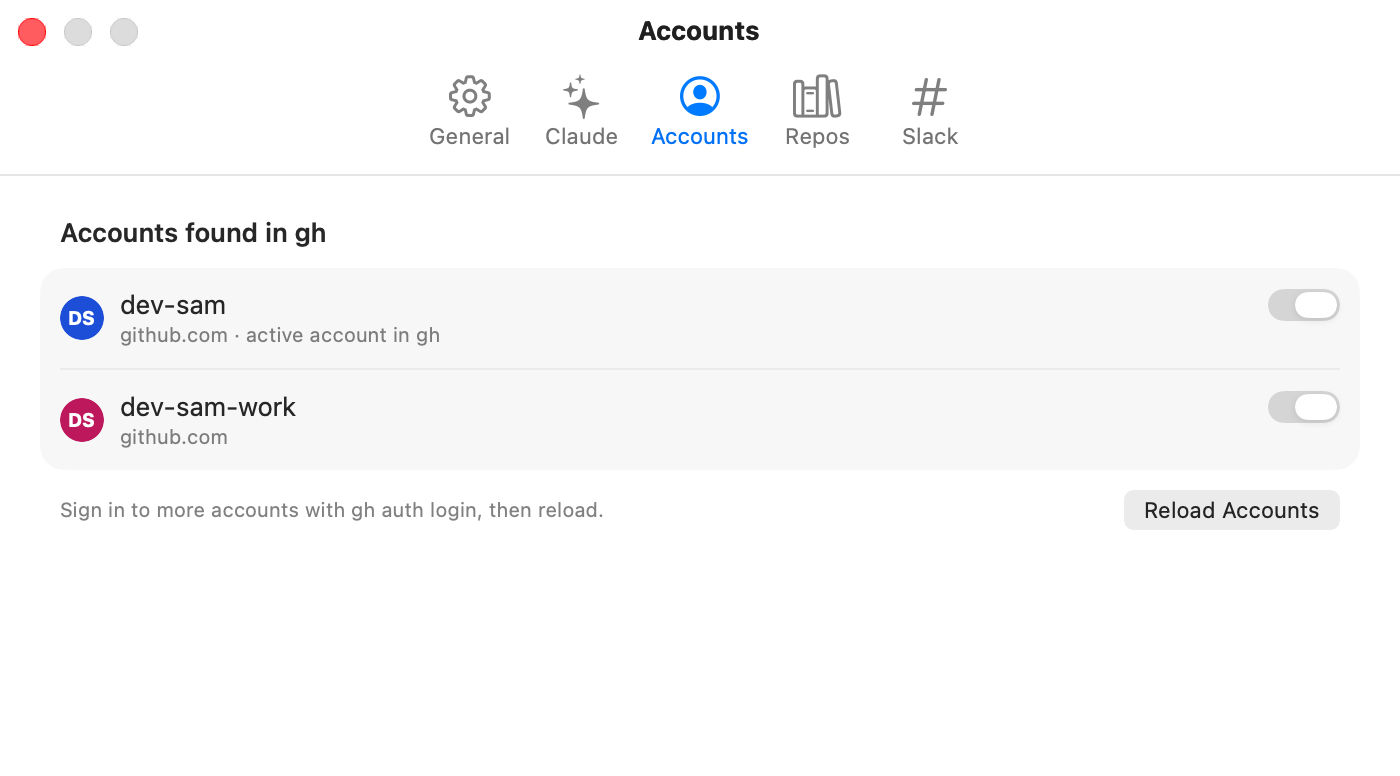 Accounts
General
Claude
Accounts
Repos
Slack
Accounts found in gh
DS
dev-sam
github.com · active account in gh
DS
dev-sam-work
github.com
Sign in to more accounts with gh auth login, then reload.
Reload Accounts